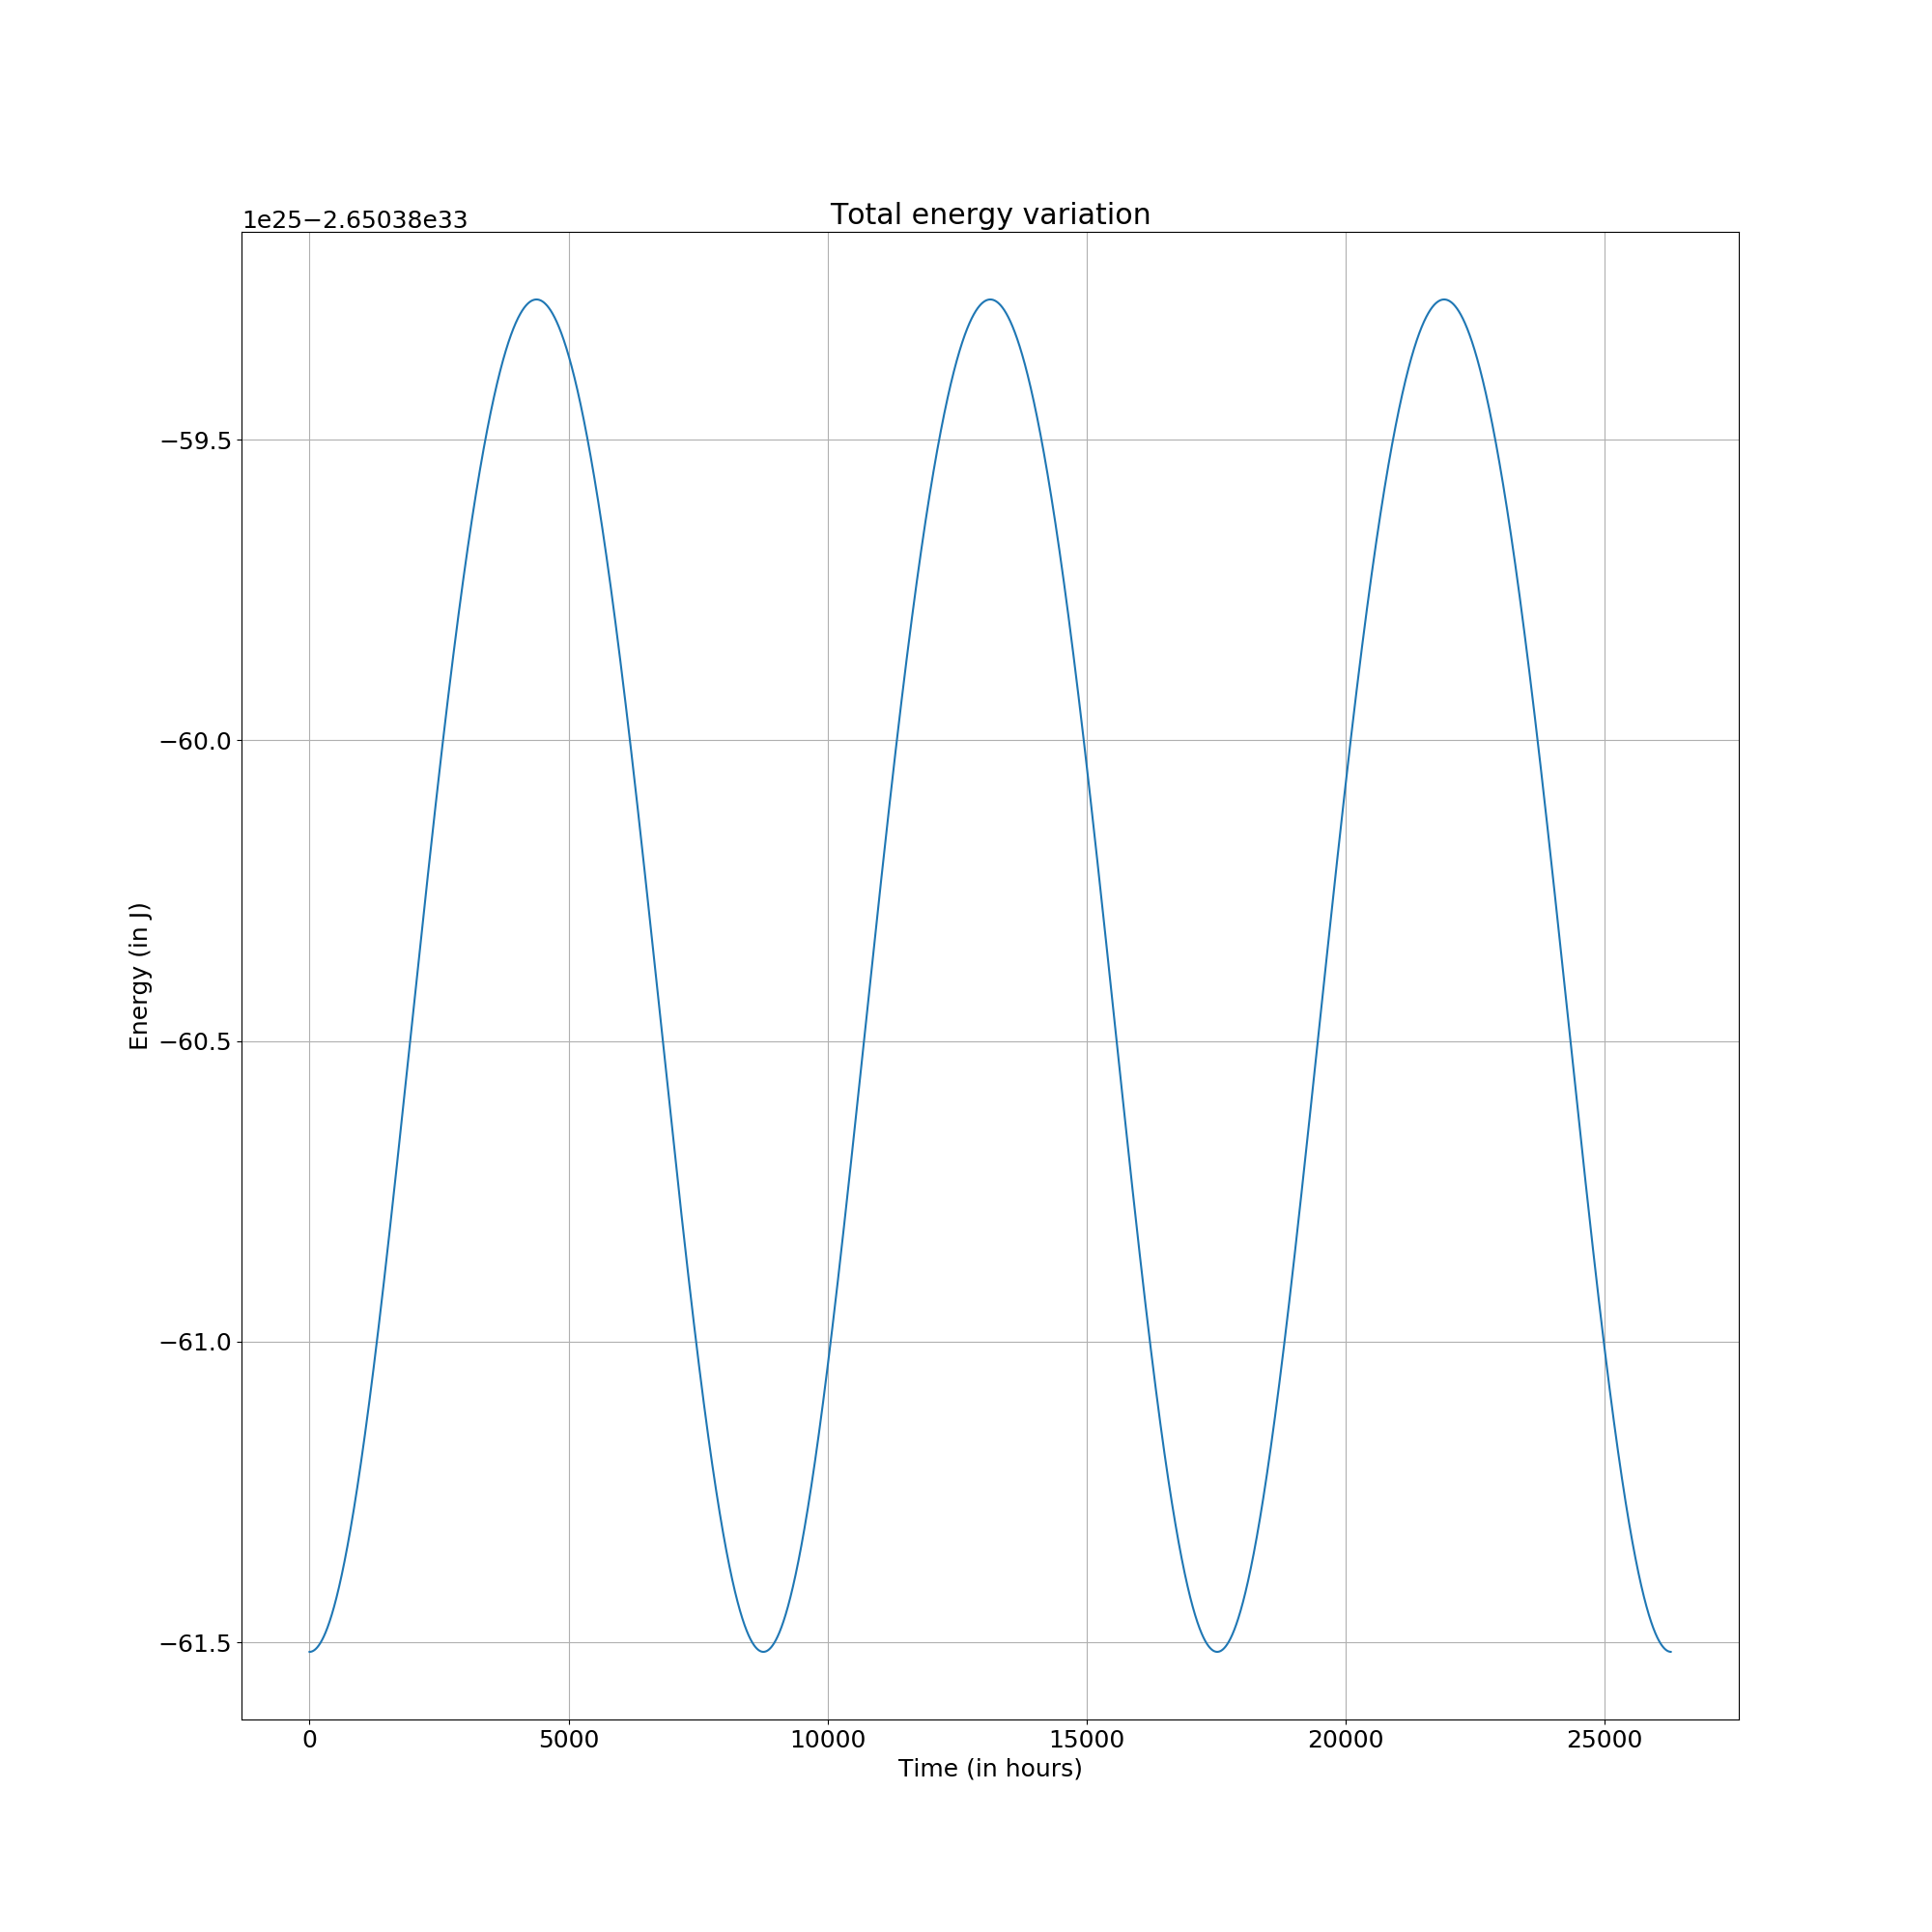 Total energy variation
1e25−2.65038e33
−59.5
−60.0
−60.5
−61.0
−61.5
Energy (in J)
0 5000 10000 15000 20000 25000
Time (in hours)